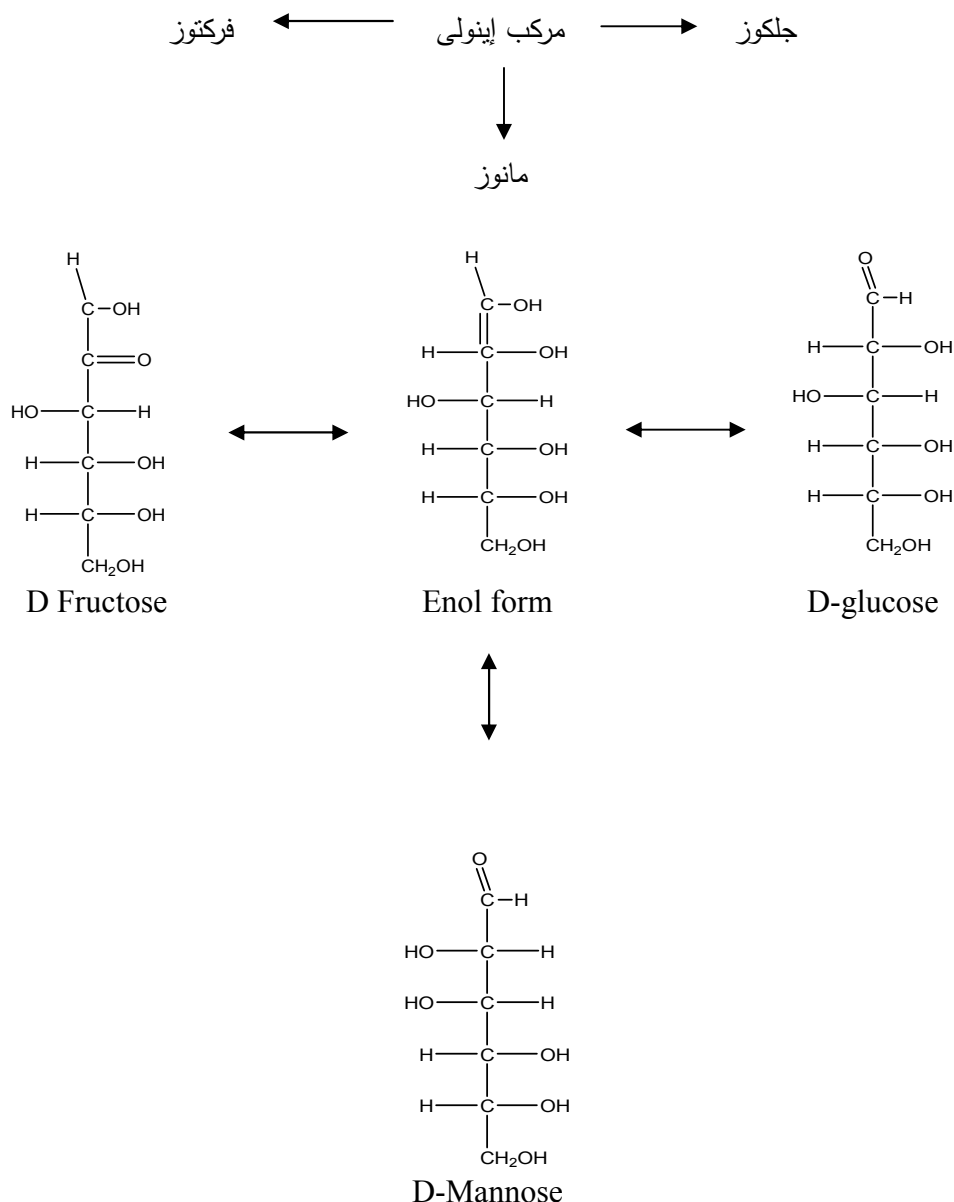 جلكوز مركب إينولى فركتوز
مانوز
H H O
C OH C OH C H
C O H C OH H C OH
HO C H HO C H HO C H
H C OH H C OH H C OH
H C OH H C OH H C OH
CH₂OH CH₂OH CH₂OH
D Fructose Enol form D-glucose
O
C H
HO C H
HO C H
H C OH
H C OH
CH₂OH
D-Mannose